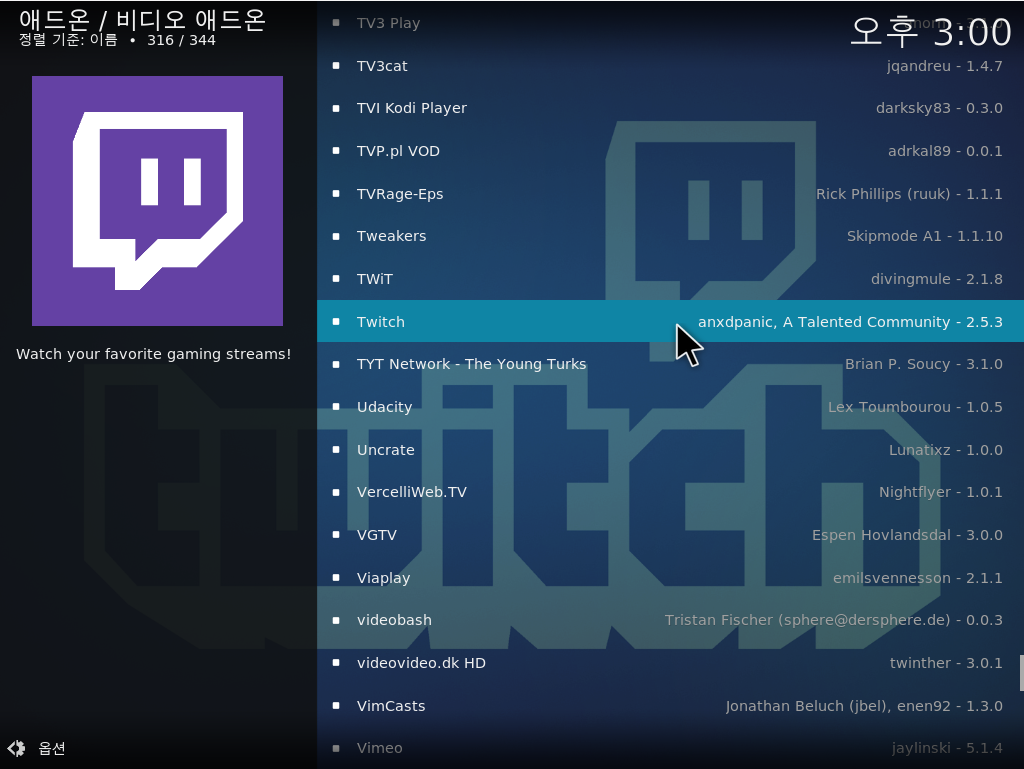 애드온 / 비디오 애드온
정렬 기준: 이름 • 316 / 344
오후 3:00
TV3 Play
TV3cat jqandreu - 1.4.7
TVI Kodi Player darksky83 - 0.3.0
TVP.pl VOD adrkal89 - 0.0.1
TVRage-Eps Rick Phillips (ruuk) - 1.1.1
Tweakers Skipmode A1 - 1.1.10
TWiT divingmule - 2.1.8
Twitch anxdpanic, A Talented Community - 2.5.3
TYT Network - The Young Turks Brian P. Soucy - 3.1.0
Udacity Lex Toumbourou - 1.0.5
Uncrate Lunatixz - 1.0.0
VercelliWeb.TV Nightflyer - 1.0.1
VGTV Espen Hovlandsdal - 3.0.0
Viaplay emilsvennesson - 2.1.1
videobash Tristan Fischer (sphere@dersphere.de) - 0.0.3
videovideo.dk HD twinther - 3.0.1
VimCasts Jonathan Beluch (jbel), enen92 - 1.3.0
Vimeo jaylinski - 5.1.4
Watch your favorite gaming streams!
twitch
옵션